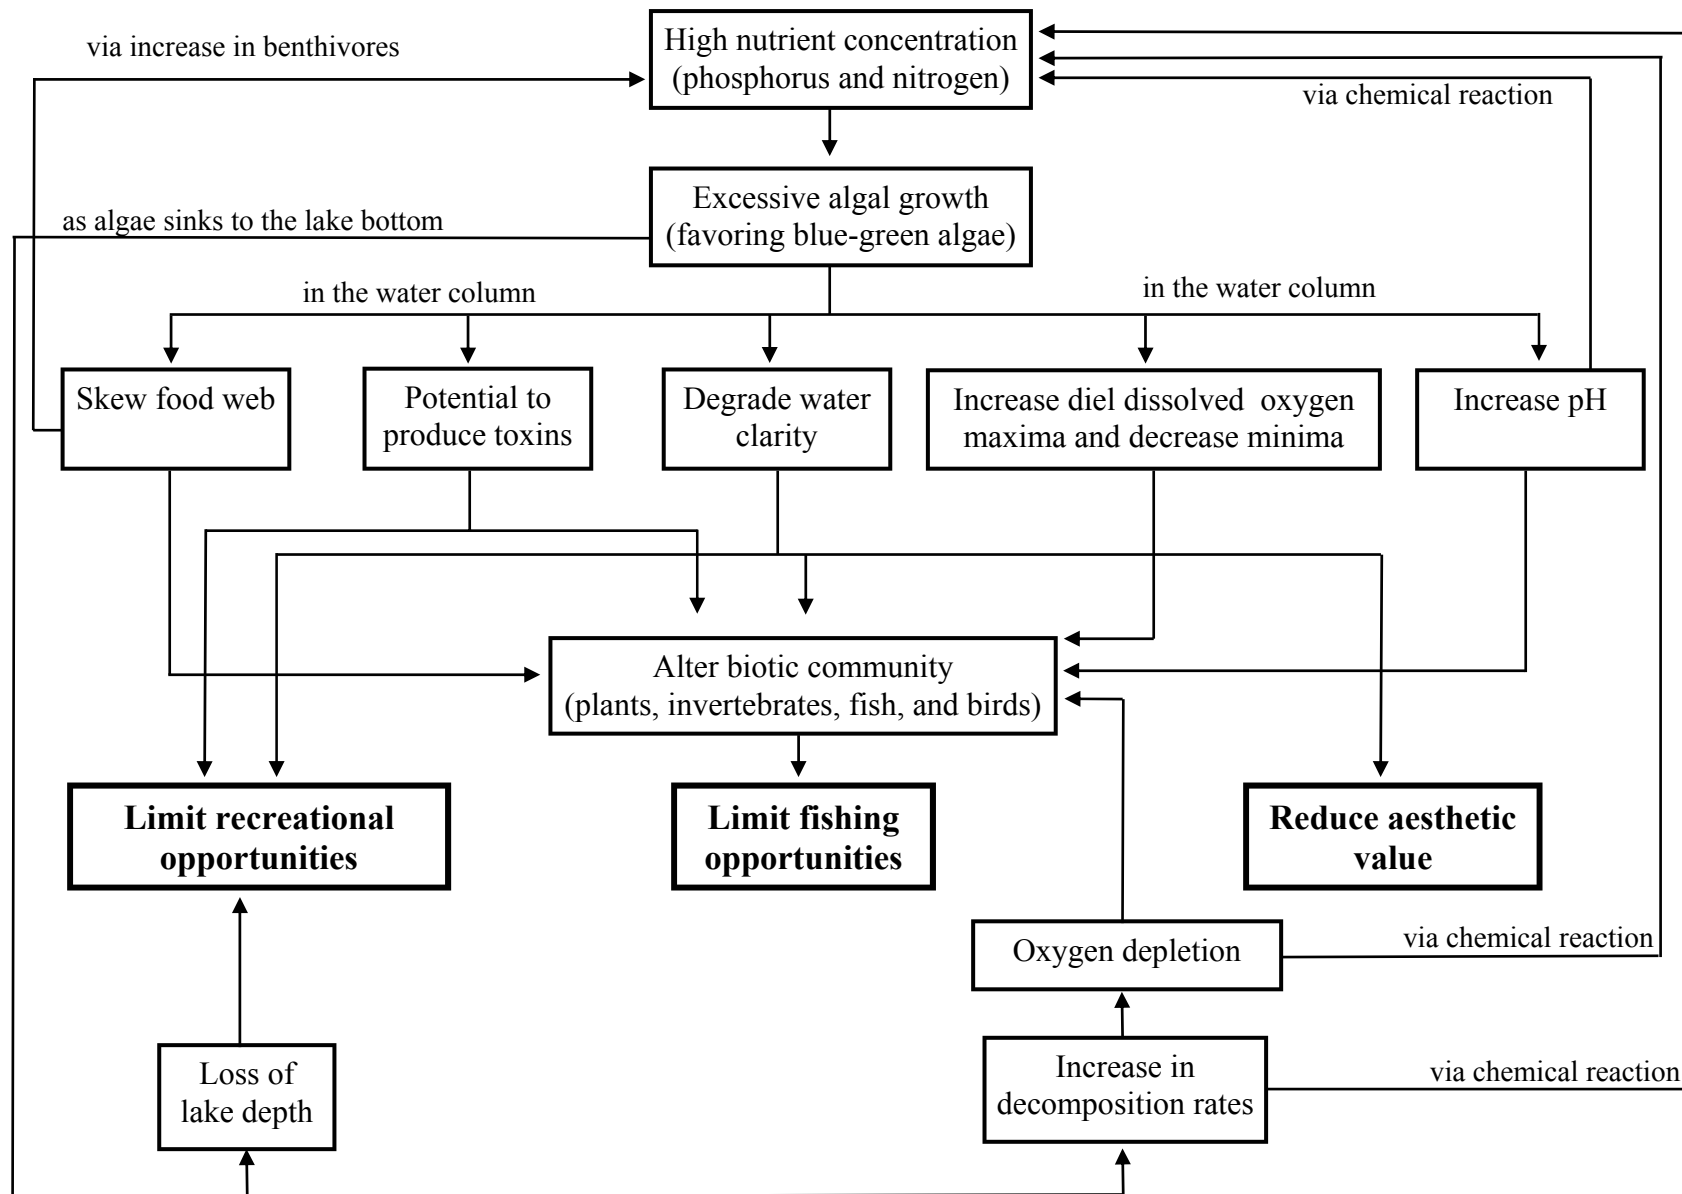 High nutrient concentration
(phosphorus and nitrogen)
via increase in benthivores
via chemical reaction
Excessive algal growth
(favoring blue-green algae)
as algae sinks to the lake bottom
in the water column
in the water column
Skew food web
Potential to
produce toxins
Degrade water
clarity
Increase diel dissolved oxygen
maxima and decrease minima
Increase pH
Alter biotic community
(plants, invertebrates, fish, and birds)
Limit recreational
opportunities
Limit fishing
opportunities
Reduce aesthetic
value
Oxygen depletion
via chemical reaction
Loss of
lake depth
Increase in
decomposition rates
via chemical reaction